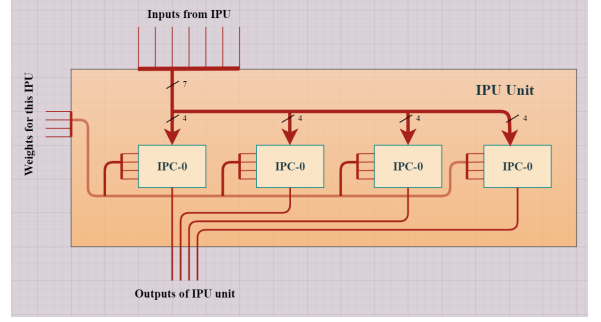 Inputs from IPU
Weights for this IPU
IPU Unit
7
4
4
4
4
IPC-0
IPC-0
IPC-0
IPC-0
Outputs of IPU unit